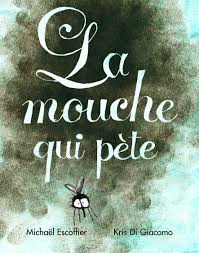 La
mouche
qui pète
Michaël Escoffier Kris Di Giacomo